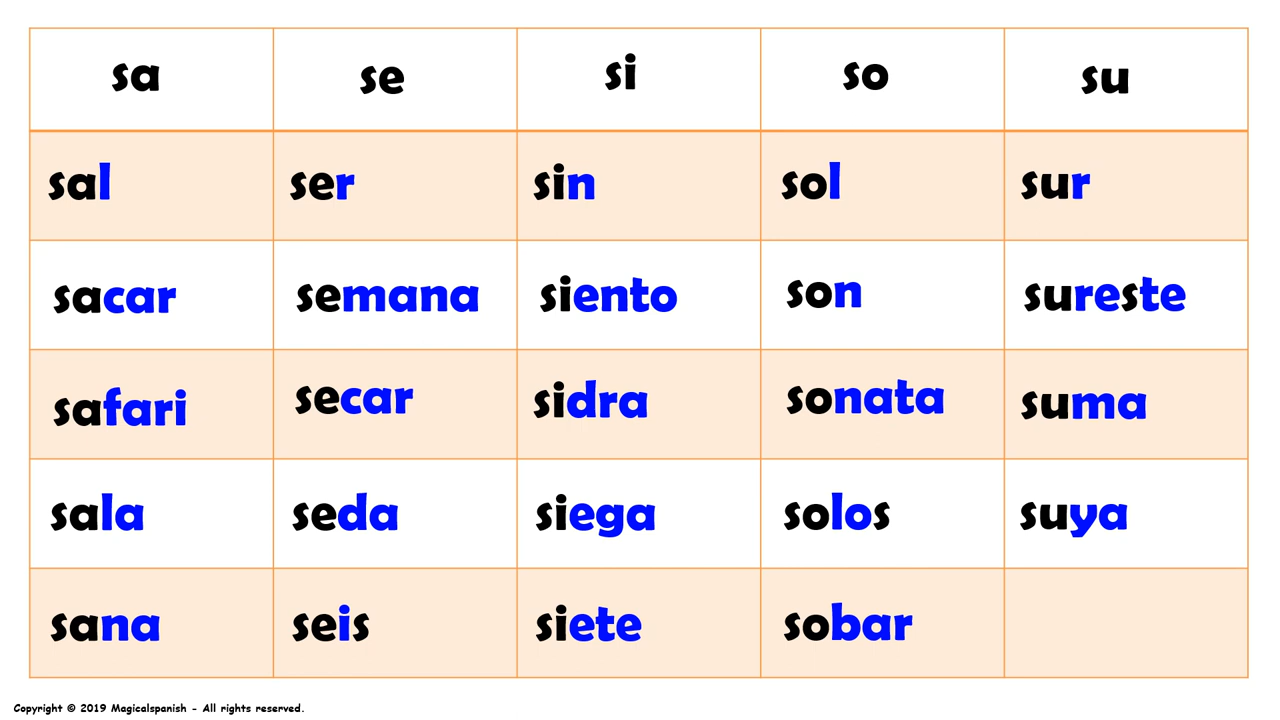 sa se si so su
sal ser sin sol sur
sacar semana siento son sureste
safari secar sidra sonata suma
sala seda siega solos suya
sana seis siete sobar
Copyright © 2019 Magicalspanish - All rights reserved.